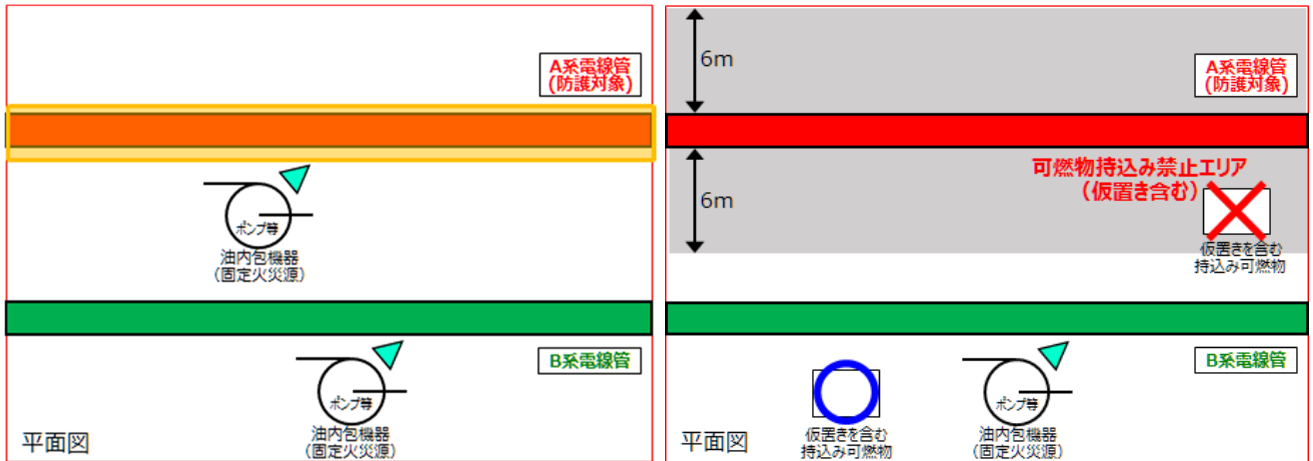 A系電線管
(防護対象)
ポンプ等
油内包機器
(固定火災源)
B系電線管
ポンプ等
油内包機器
(固定火災源)
平面図
6m
A系電線管
(防護対象)
可燃物持込み禁止エリア
(仮置き含む)
6m
仮置きを含む
持込み可燃物
B系電線管
ポンプ等
平面図
仮置きを含む
持込み可燃物
油内包機器
(固定火災源)